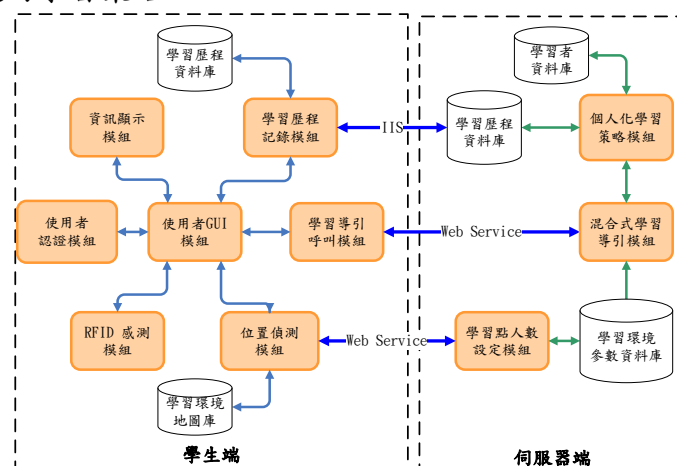 學習歷程
資料庫
資訊顯示
模組
學習歷程
記錄模組
使用者
認證模組
使用者GUI
模組
學習導引
呼叫模組
RFID 感測
模組
位置偵測
模組
學習環境
地圖庫
學生端
IIS
Web Service
Web Service
學習者
資料庫
學習歷程
資料庫
個人化學習
策略模組
混合式學習
導引模組
學習點人數
設定模組
學習環境
參數資料庫
伺服器端